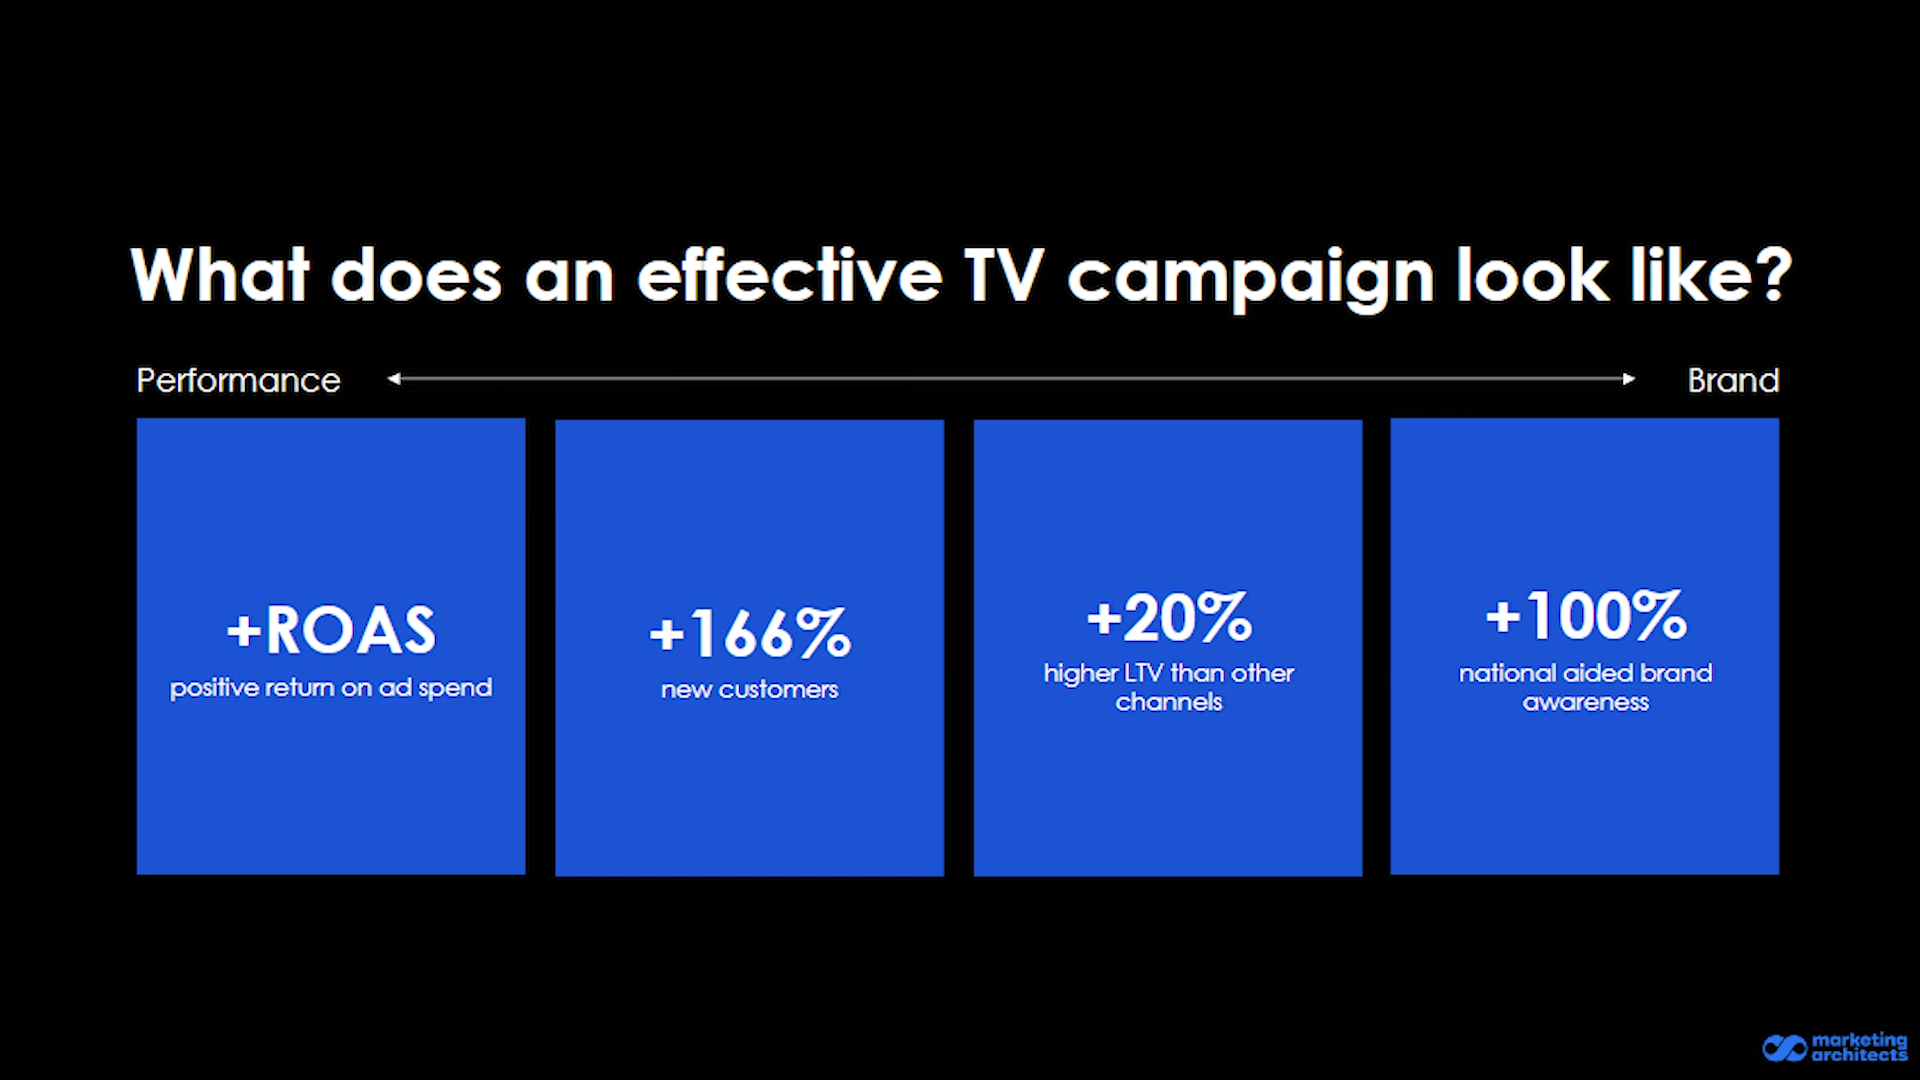 What does an effective TV campaign look like?
Performance
Brand
+ROAS
positive return on ad spend
+166%
new customers
+20%
higher LTV than other
channels
+100%
national aided brand
awareness
marketing
architects